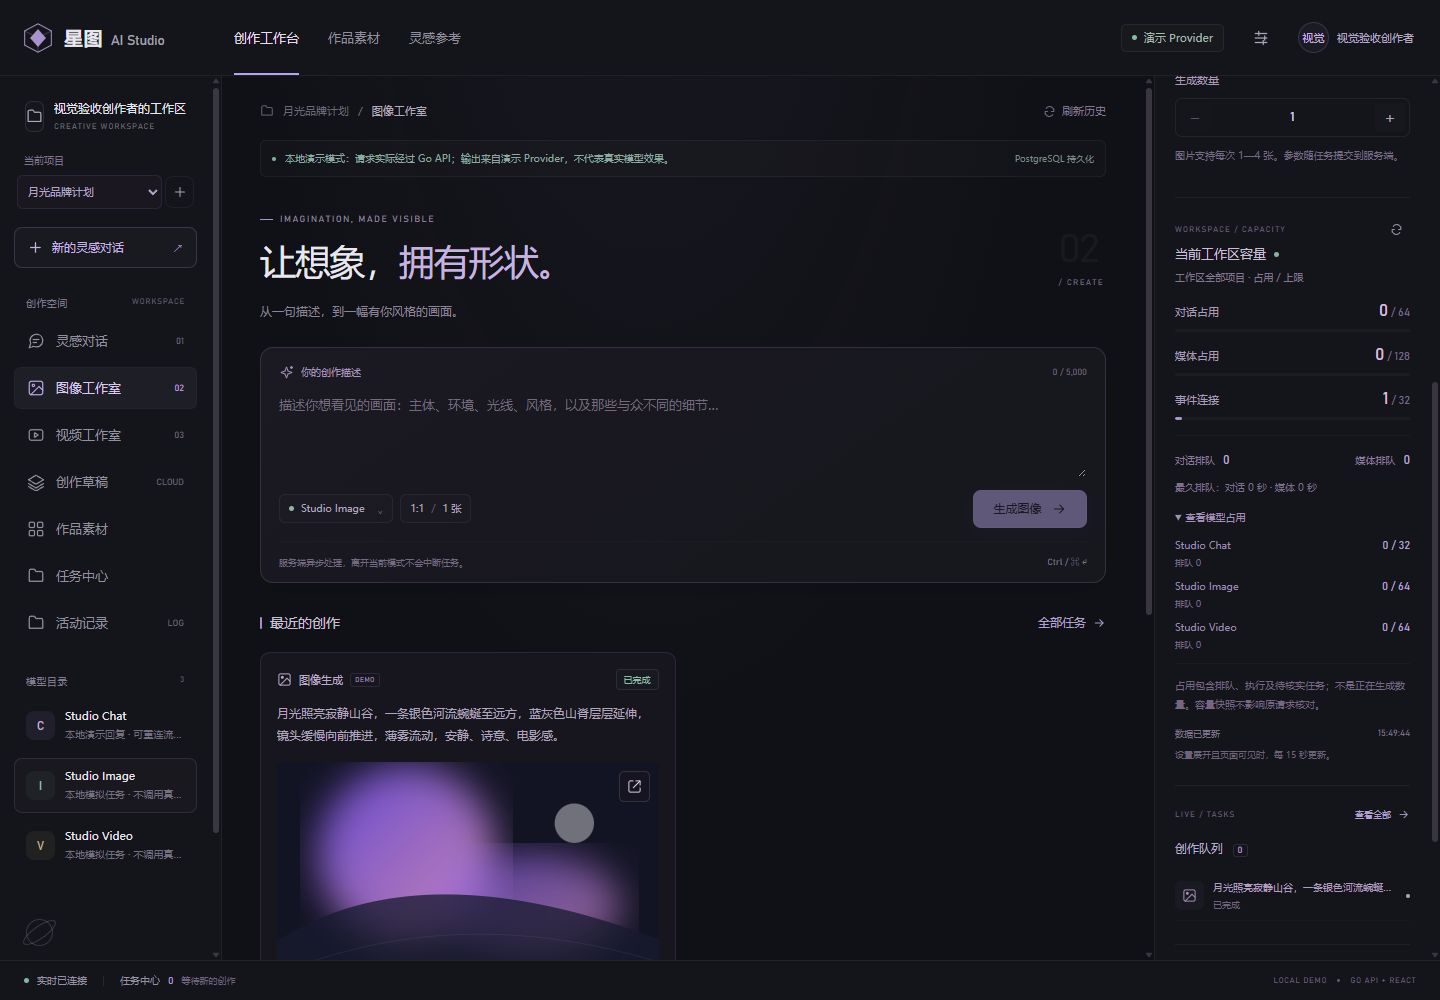 星图 AI Studio
创作工作台
作品素材
灵感参考
演示 Provider
视觉
视觉验收创作者
视觉验收创作者的工作区
CREATIVE WORKSPACE
当前项目
月光品牌计划
新的灵感对话
创作空间
WORKSPACE
灵感对话
01
图像工作室
02
视频工作室
03
创作草稿
CLOUD
作品素材
任务中心
活动记录
LOG
模型目录
3
C
Studio Chat
本地演示回复 · 可重连流...
I
Studio Image
本地模拟任务 · 不调用真...
V
Studio Video
本地模拟任务 · 不调用真...
月光品牌计划 / 图像工作室
刷新历史
本地演示模式：请求实际经过 Go API；输出来自演示 Provider，不代表真实模型效果。
PostgreSQL 持久化
IMAGINATION, MADE VISIBLE
让想象，拥有形状。
02
/ CREATE
从一句描述，到一幅有你风格的画面。
你的创作描述
0 / 5,000
描述你想看见的画面：主体、环境、光线、风格，以及那些与众不同的细节...
Studio Image
1:1 / 1 张
生成图像
服务端异步处理，离开当前模式不会中断任务。
Ctrl / ⌘ ↵
最近的创作
全部任务
图像生成
DEMO
已完成
月光照亮寂静山谷，一条银色河流蜿蜒至远方，蓝灰色山脊层层延伸，
镜头缓慢向前推进，薄雾流动，安静、诗意、电影感。
生成数量
− 1 +
图片支持每次 1—4 张。参数随任务提交到服务端。
WORKSPACE / CAPACITY
当前工作区容量
工作区全部项目 · 占用 / 上限
对话占用
0 / 64
媒体占用
0 / 128
事件连接
1 / 32
对话排队 0
媒体排队 0
最久排队：对话 0 秒 · 媒体 0 秒
▼ 查看模型占用
Studio Chat
0 / 32
排队 0
Studio Image
0 / 64
排队 0
Studio Video
0 / 64
排队 0
占用包含排队、执行及待核实任务；不是正在生成数
量。容量快照不影响原请求核对。
数据已更新
15:49:44
设置展开且页面可见时，每 15 秒更新。
LIVE / TASKS
查看全部
创作队列
0
月光照亮寂静山谷，一条银色河流蜿蜒...
已完成
实时已连接
任务中心 0 等待新的创作
LOCAL DEMO • GO API + REACT